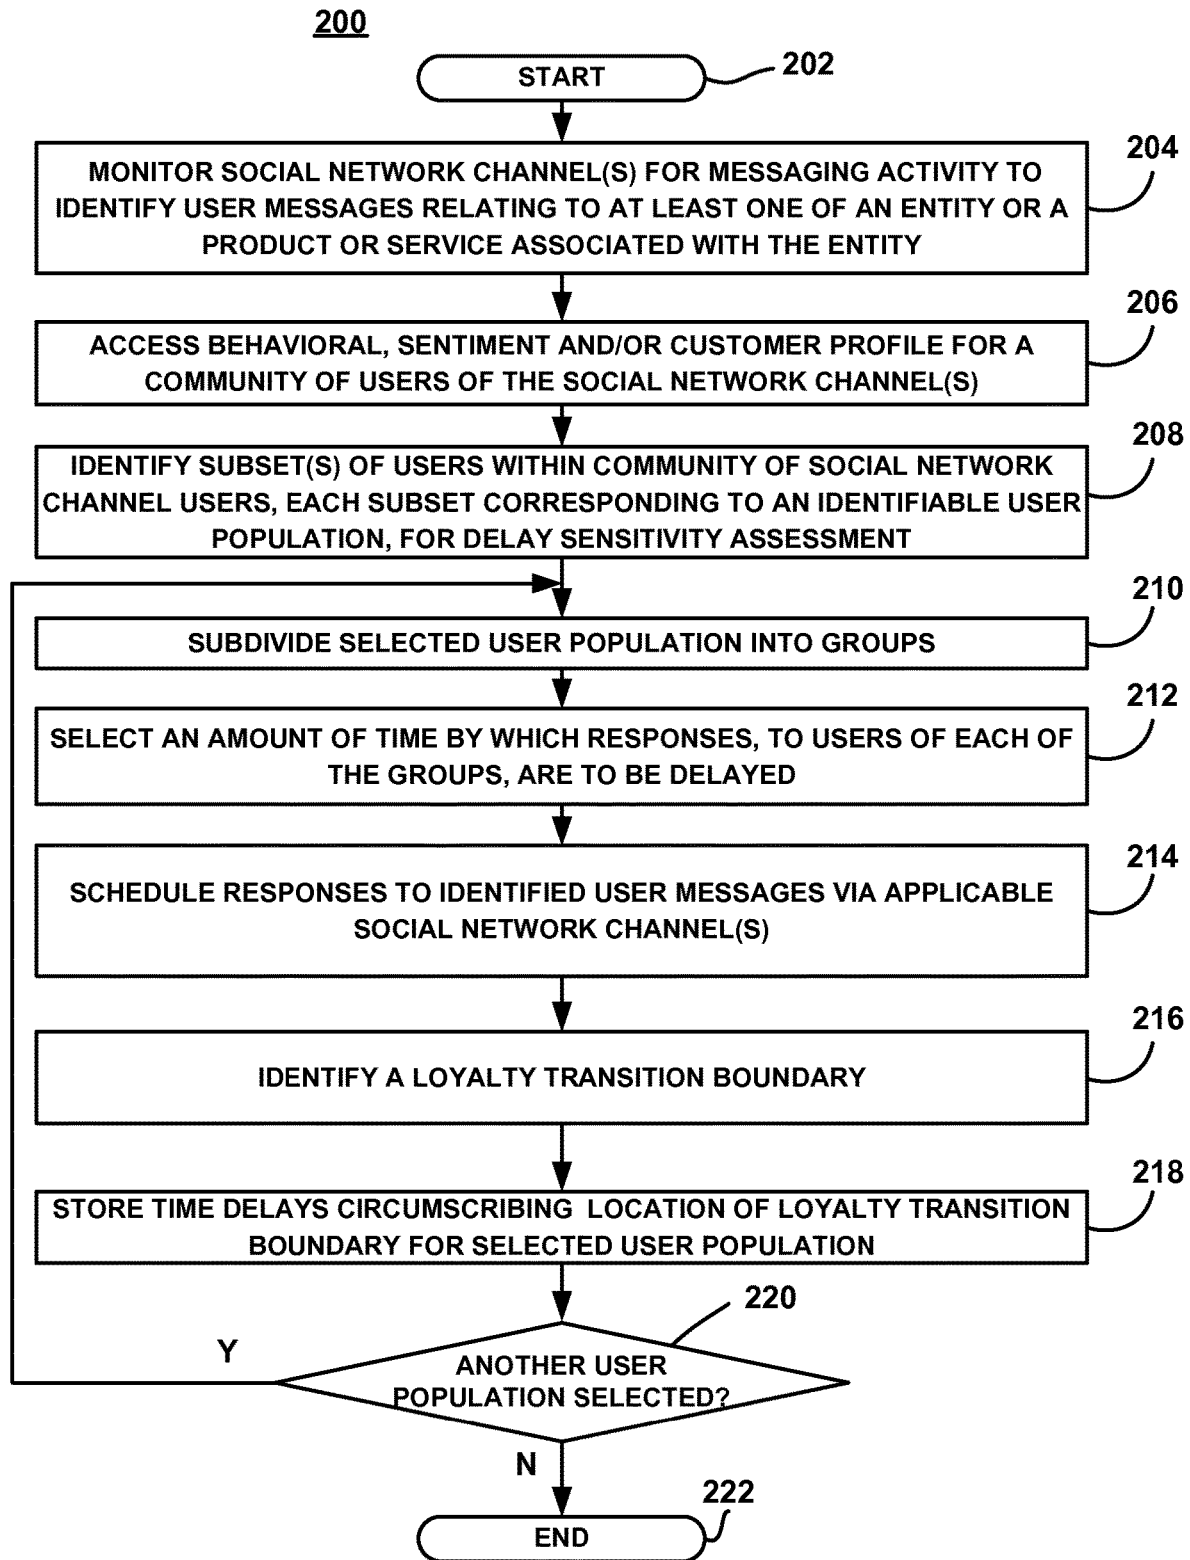 200
START
202
MONITOR SOCIAL NETWORK CHANNEL(S) FOR MESSAGING ACTIVITY TO
IDENTIFY USER MESSAGES RELATING TO AT LEAST ONE OF AN ENTITY OR A
PRODUCT OR SERVICE ASSOCIATED WITH THE ENTITY
204
ACCESS BEHAVIORAL, SENTIMENT AND/OR CUSTOMER PROFILE FOR A
COMMUNITY OF USERS OF THE SOCIAL NETWORK CHANNEL(S)
206
IDENTIFY SUBSET(S) OF USERS WITHIN COMMUNITY OF SOCIAL NETWORK
CHANNEL USERS, EACH SUBSET CORRESPONDING TO AN IDENTIFIABLE USER
POPULATION, FOR DELAY SENSITIVITY ASSESSMENT
208
SUBDIVIDE SELECTED USER POPULATION INTO GROUPS
210
SELECT AN AMOUNT OF TIME BY WHICH RESPONSES, TO USERS OF EACH OF
THE GROUPS, ARE TO BE DELAYED
212
SCHEDULE RESPONSES TO IDENTIFIED USER MESSAGES VIA APPLICABLE
SOCIAL NETWORK CHANNEL(S)
214
IDENTIFY A LOYALTY TRANSITION BOUNDARY
216
STORE TIME DELAYS CIRCUMSCRIBING LOCATION OF LOYALTY TRANSITION
BOUNDARY FOR SELECTED USER POPULATION
218
220
Y
ANOTHER USER
POPULATION SELECTED?
N
222
END